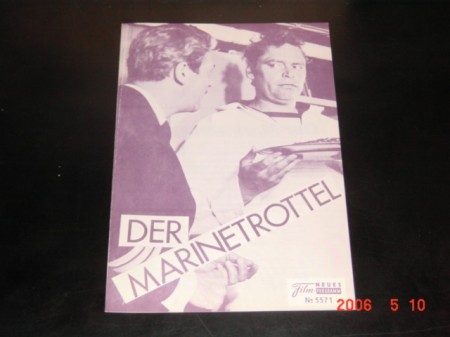 DER
MARINETROTTEL
Film NEUES
PROGRAMM
Nr. 5571
2006 5 10